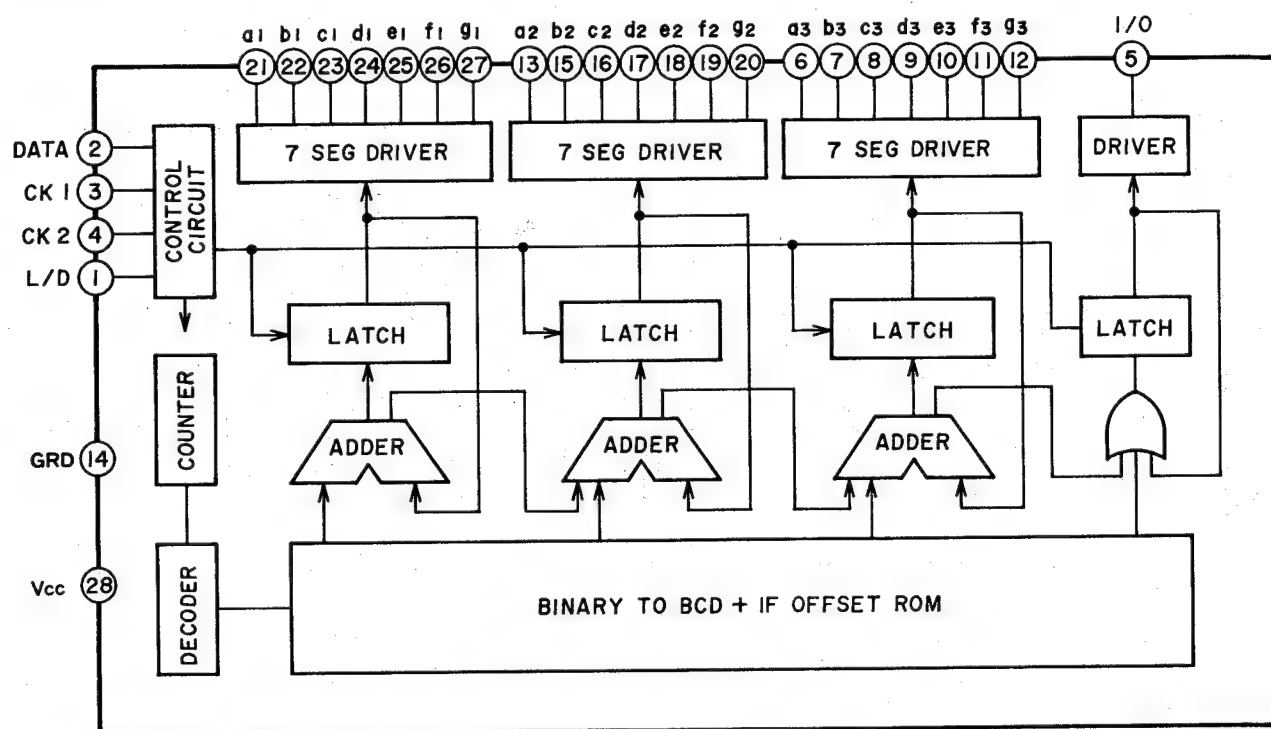 a1 b1 c1 d1 e1 f1 g1 a2 b2 c2 d2 e2 f2 g2 a3 b3 c3 d3 e3 f3 g3 I/O
21 22 23 24 25 26 27 13 15 16 17 18 19 20 6 7 8 9 10 11 12 5
DATA 2
CK 1 3
CK 2 4
L/D 1
CONTROL
CIRCUIT
7 SEG DRIVER 7 SEG DRIVER 7 SEG DRIVER DRIVER
LATCH LATCH LATCH LATCH
COUNTER
ADDER ADDER ADDER
GRD 14
Vcc 28
DECODER
BINARY TO BCD + IF OFFSET ROM